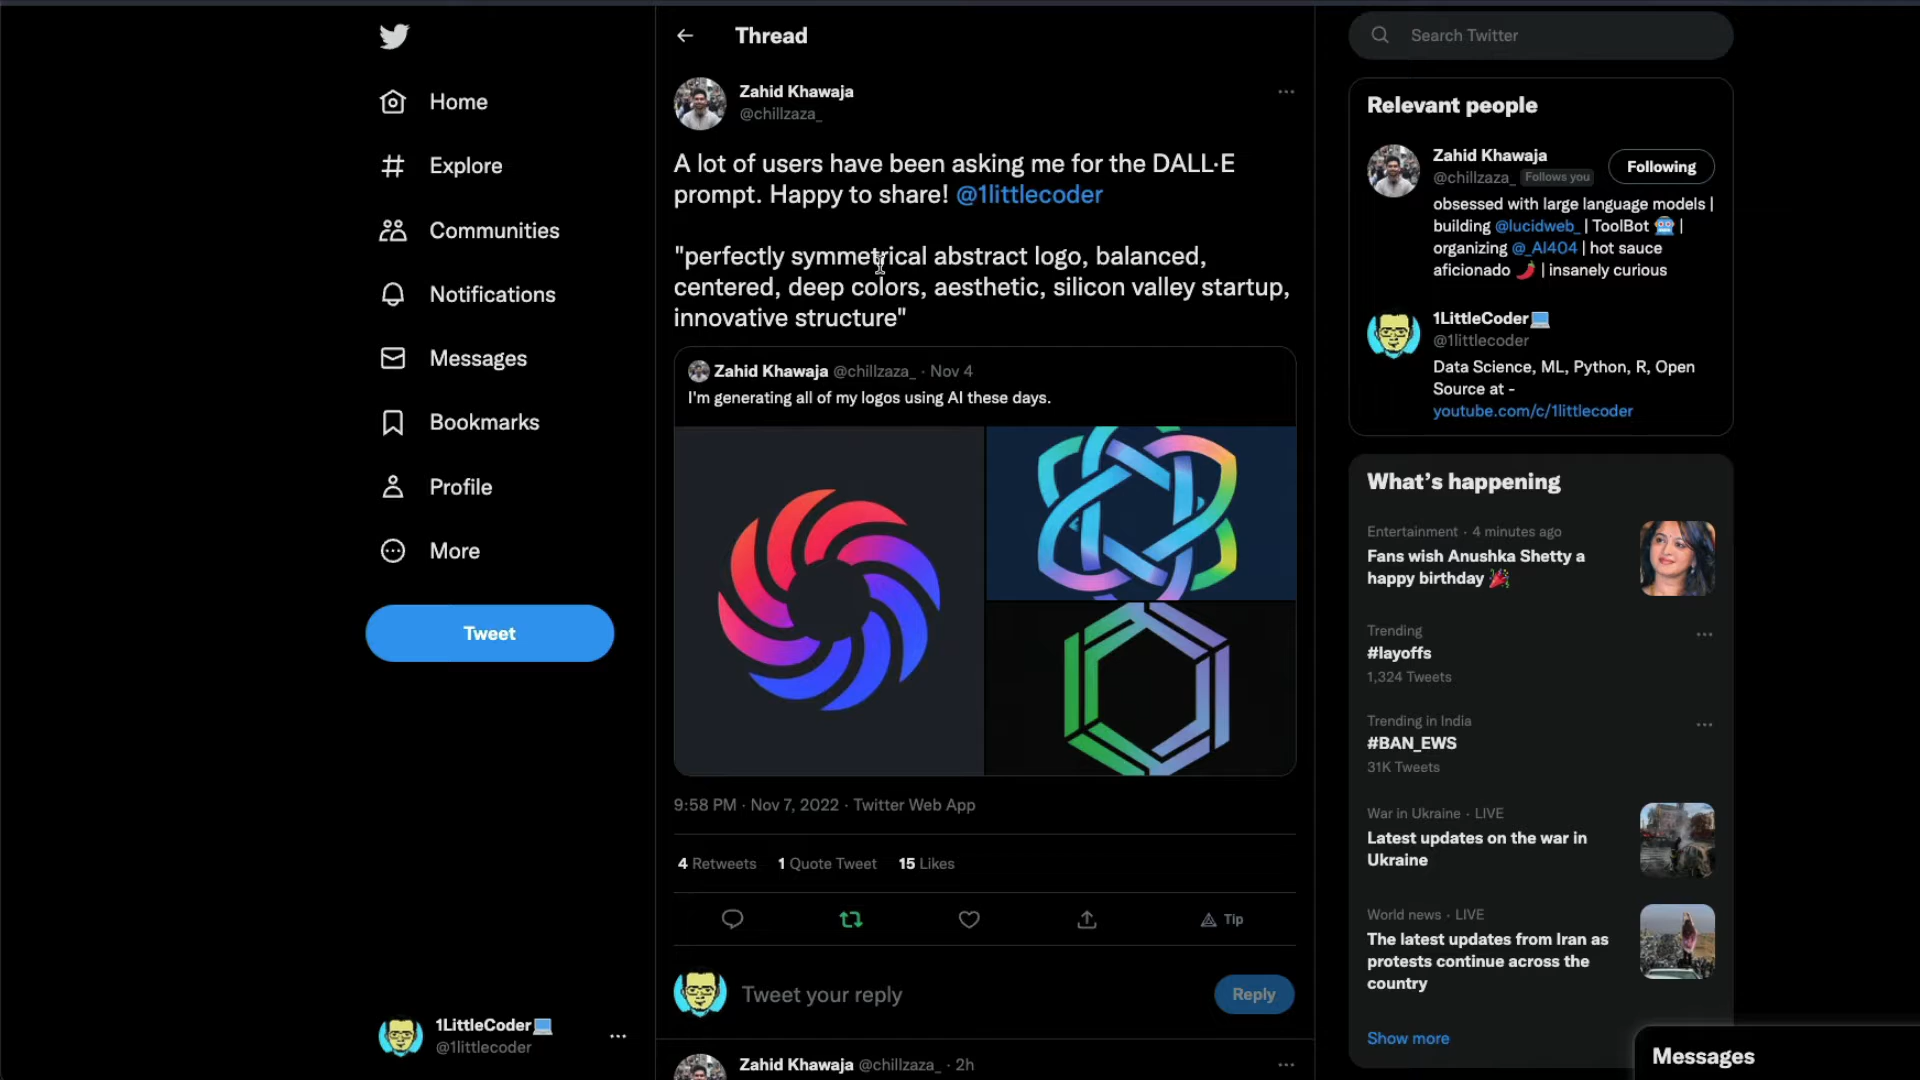 Home
Explore
Communities
Notifications
Messages
Bookmarks
Profile
More
Tweet
1LittleCoder💻
@1littlecoder
Thread
Zahid Khawaja
@chillzaza_
A lot of users have been asking me for the DALL·E
prompt. Happy to share! @1littlecoder
"perfectly symmetrical abstract logo, balanced,
centered, deep colors, aesthetic, silicon valley startup,
innovative structure"
Zahid Khawaja @chillzaza_ · Nov 4
I'm generating all of my logos using AI these days.
9:58 PM · Nov 7, 2022 · Twitter Web App
4 Retweets 1 Quote Tweet 15 Likes
Tip
Tweet your reply
Reply
Zahid Khawaja @chillzaza_ · 2h
Search Twitter
Relevant people
Zahid Khawaja
@chillzaza_ Follows you
Following
obsessed with large language models |
building @lucidweb_ | ToolBot 🤖 |
organizing @_AI404 | hot sauce
aficionado 🌶️ | insanely curious
1LittleCoder💻
@1littlecoder
Data Science, ML, Python, R, Open
Source at -
youtube.com/c/1littlecoder
What's happening
Entertainment · 4 minutes ago
Fans wish Anushka Shetty a
happy birthday 🎉
Trending
#layoffs
1,324 Tweets
Trending in India
#BAN_EWS
31K Tweets
War in Ukraine · LIVE
Latest updates on the war in
Ukraine
World news · LIVE
The latest updates from Iran as
protests continue across the
country
Show more
Messages